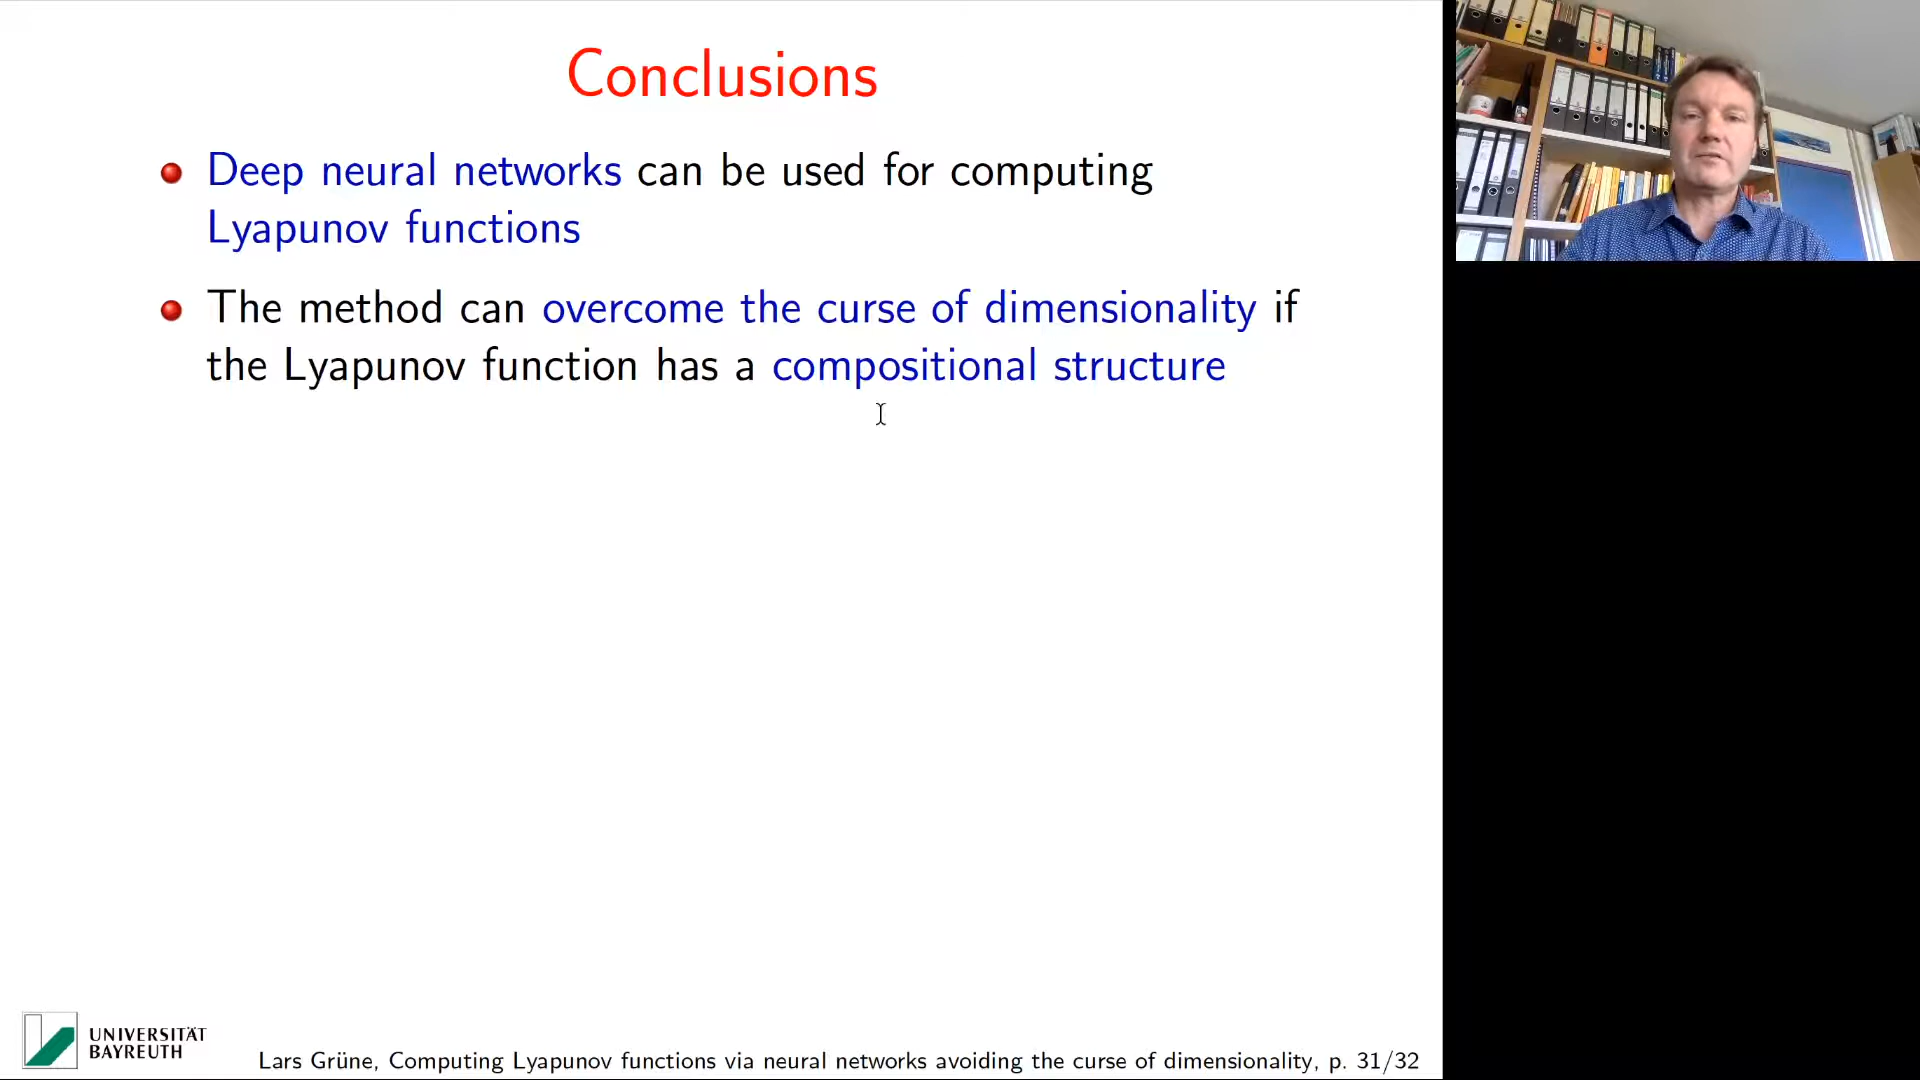 Conclusions
Deep neural networks can be used for computing
Lyapunov functions
The method can overcome the curse of dimensionality if
the Lyapunov function has a compositional structure
UNIVERSITÄT
BAYREUTH
Lars Grüne, Computing Lyapunov functions via neural networks avoiding the curse of dimensionality, p. 31/32